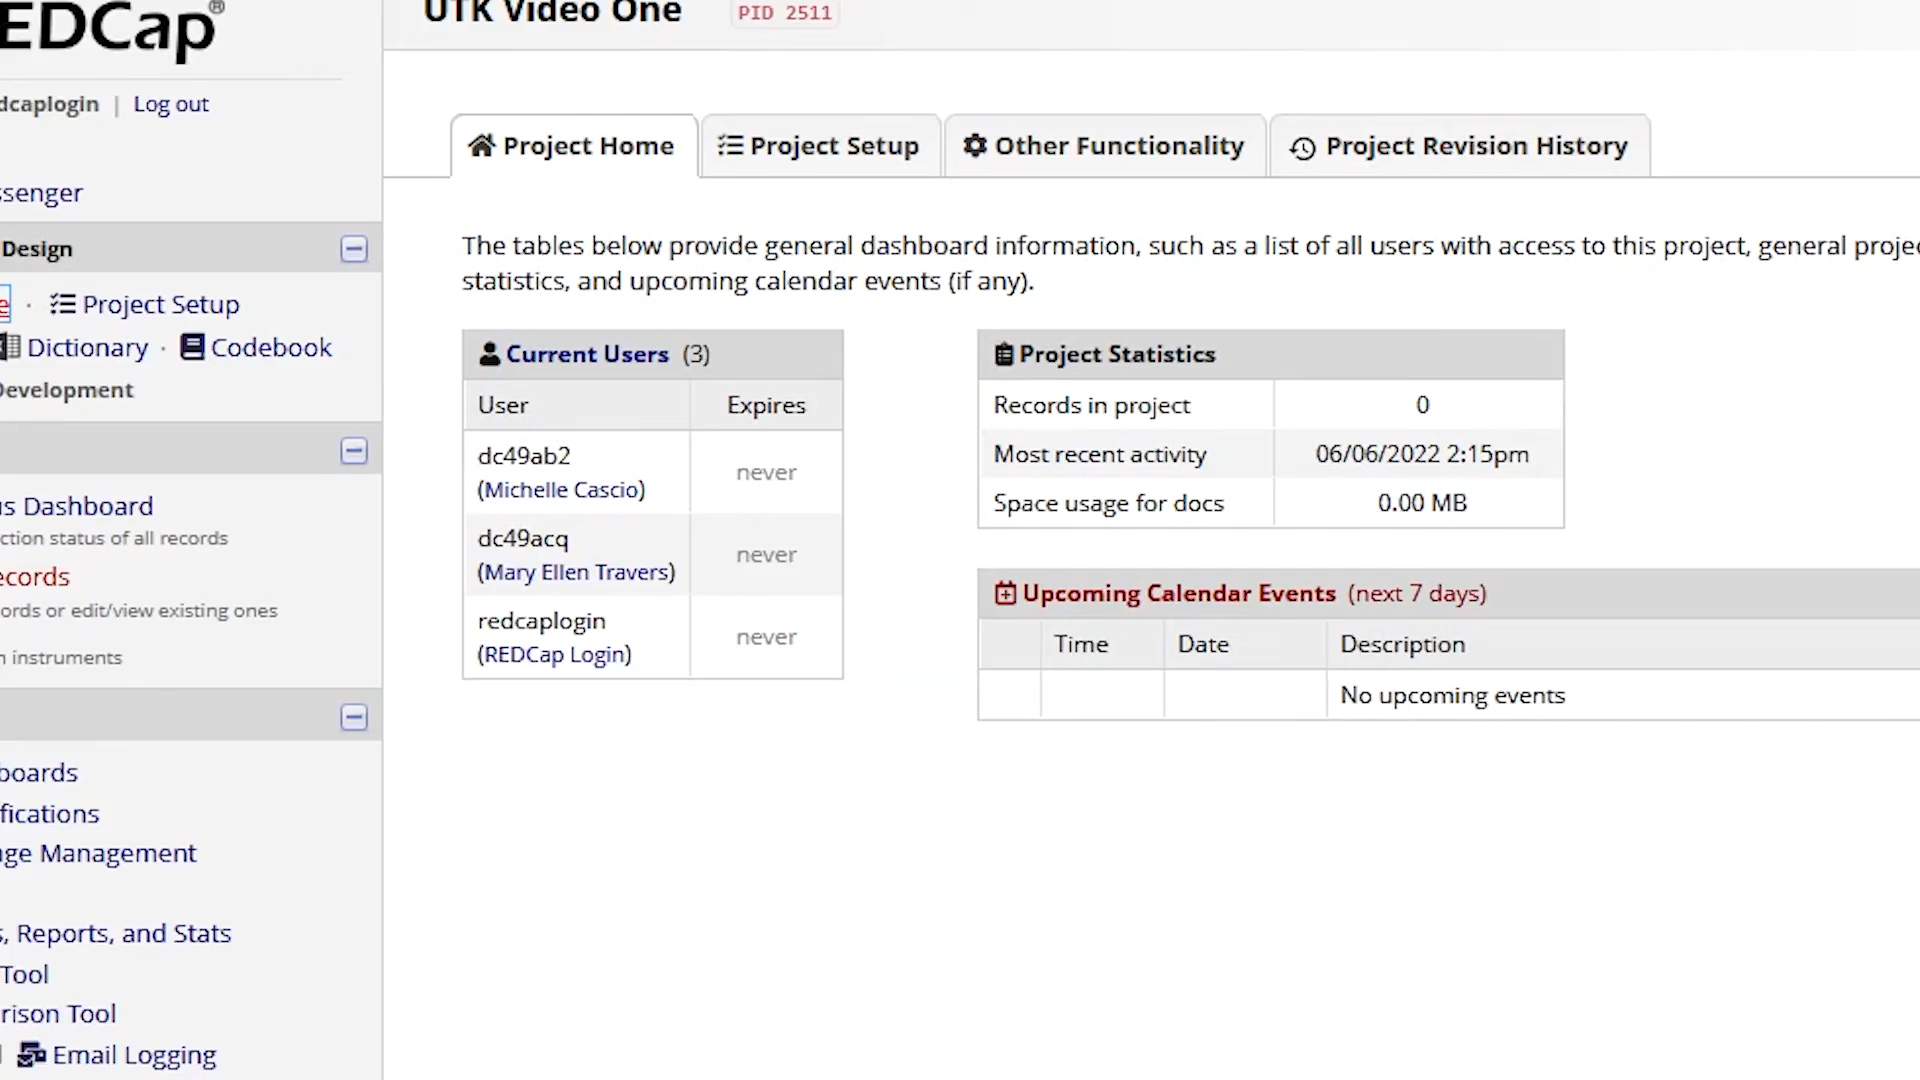 UTK Video One PID 2511
EDCap®
dcaplogin | Log out
ssenger
Design
e · Project Setup
Dictionary · Codebook
Development
s Dashboard
ction status of all records
ecords
ords or edit/view existing ones
n instruments
boards
fications
ge Management
s, Reports, and Stats
Tool
rison Tool
Email Logging
Project Home
Project Setup
Other Functionality
Project Revision History
The tables below provide general dashboard information, such as a list of all users with access to this project, general projec
statistics, and upcoming calendar events (if any).
Current Users (3)
User Expires
dc49ab2
(Michelle Cascio) never
dc49acq
(Mary Ellen Travers) never
redcaplogin
(REDCap Login) never
Project Statistics
Records in project 0
Most recent activity 06/06/2022 2:15pm
Space usage for docs 0.00 MB
Upcoming Calendar Events (next 7 days)
Time Date Description
No upcoming events